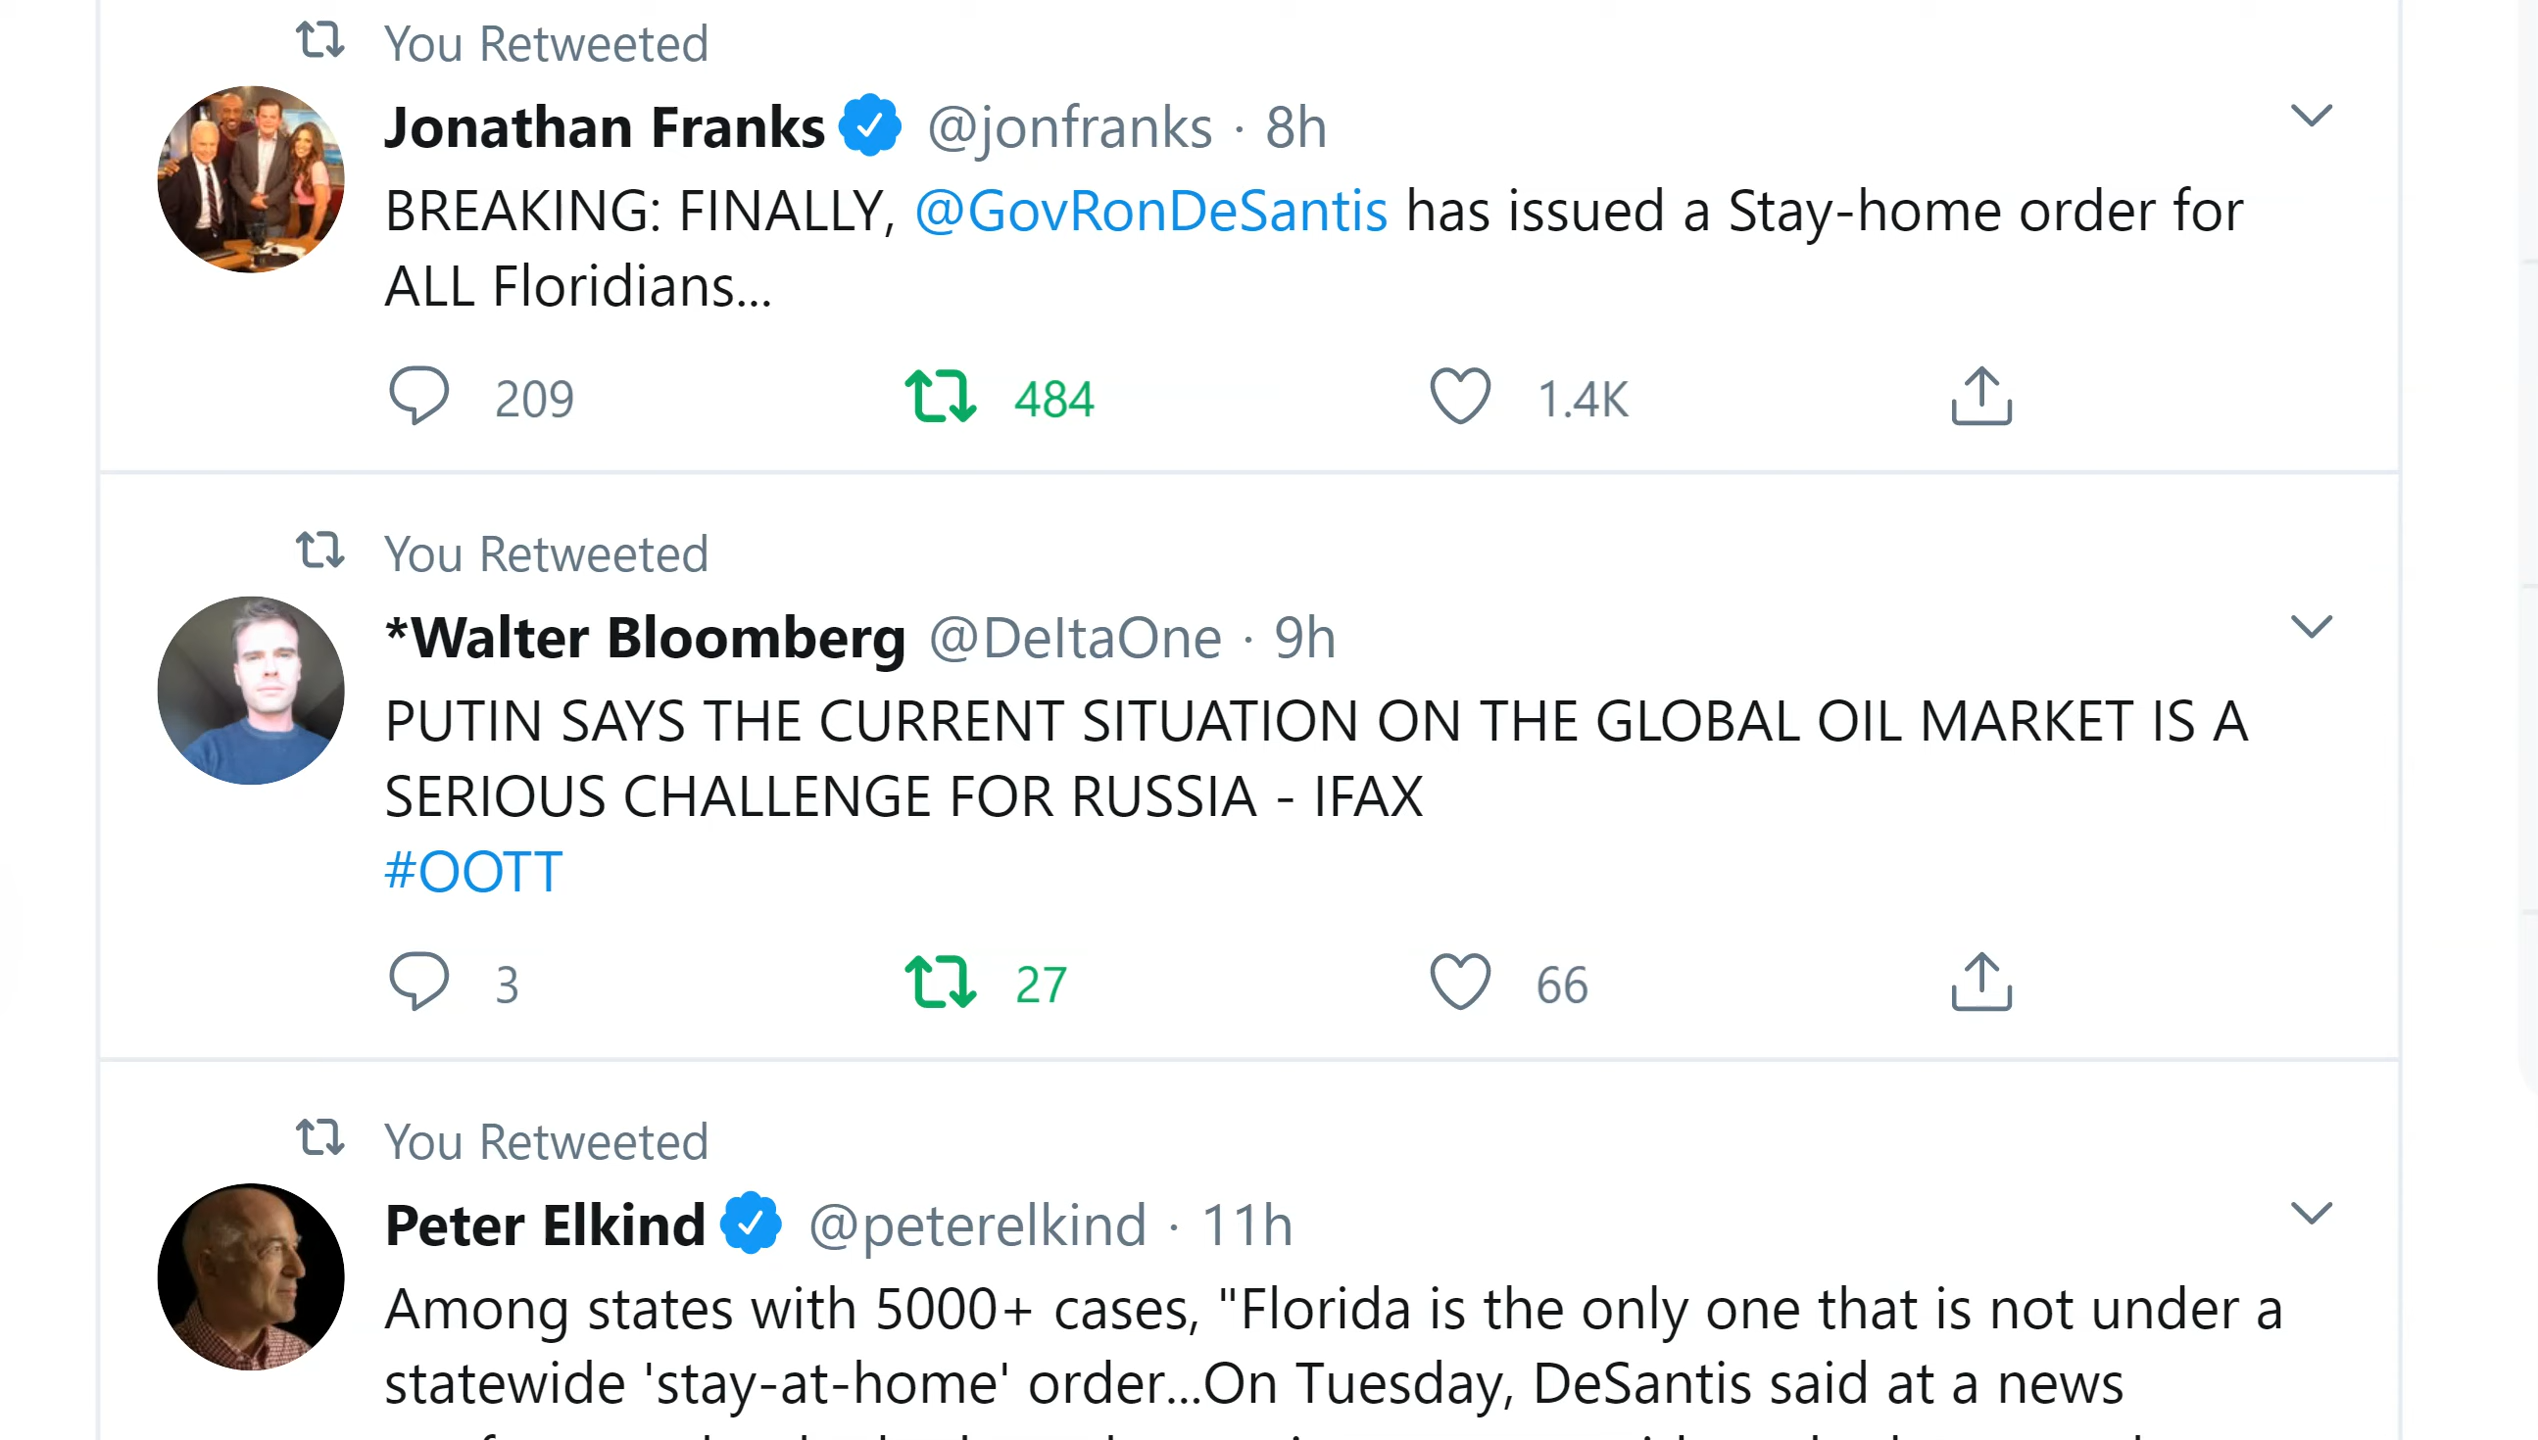 You Retweeted
Jonathan Franks @jonfranks · 8h
BREAKING: FINALLY, @GovRonDeSantis has issued a Stay-home order for
ALL Floridians...
209 484 1.4K
You Retweeted
*Walter Bloomberg @DeItaOne · 9h
PUTIN SAYS THE CURRENT SITUATION ON THE GLOBAL OIL MARKET IS A
SERIOUS CHALLENGE FOR RUSSIA - IFAX
#OOTT
3 27 66
You Retweeted
Peter Elkind @peterelkind · 11h
Among states with 5000+ cases, "Florida is the only one that is not under a
statewide 'stay-at-home' order...On Tuesday, DeSantis said at a news